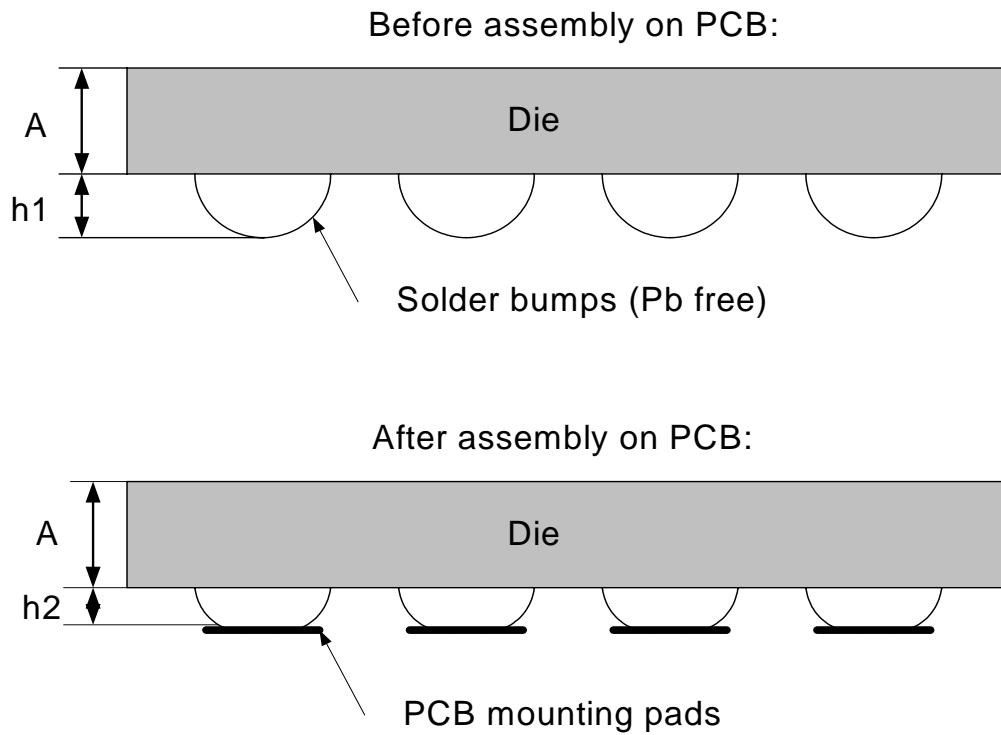 Before assembly on PCB:
A
Die
h1
Solder bumps (Pb free)
After assembly on PCB:
A
Die
h2
PCB mounting pads